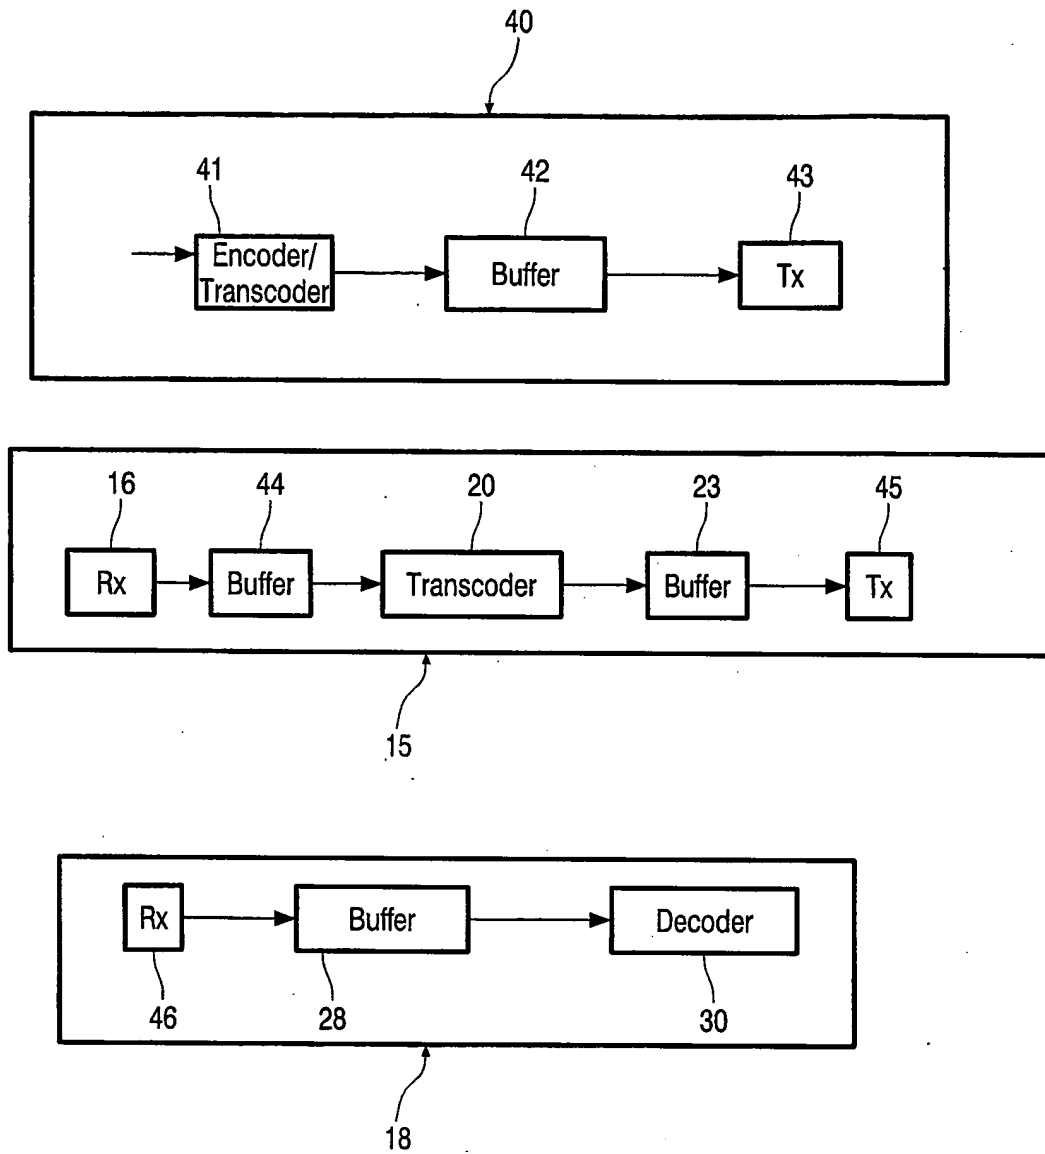 40
41
42
43
Encoder/
Transcoder
Buffer
Tx
16
44
20
23
45
Rx
Buffer
Transcoder
Buffer
Tx
15
Rx
Buffer
Decoder
46
28
30
18